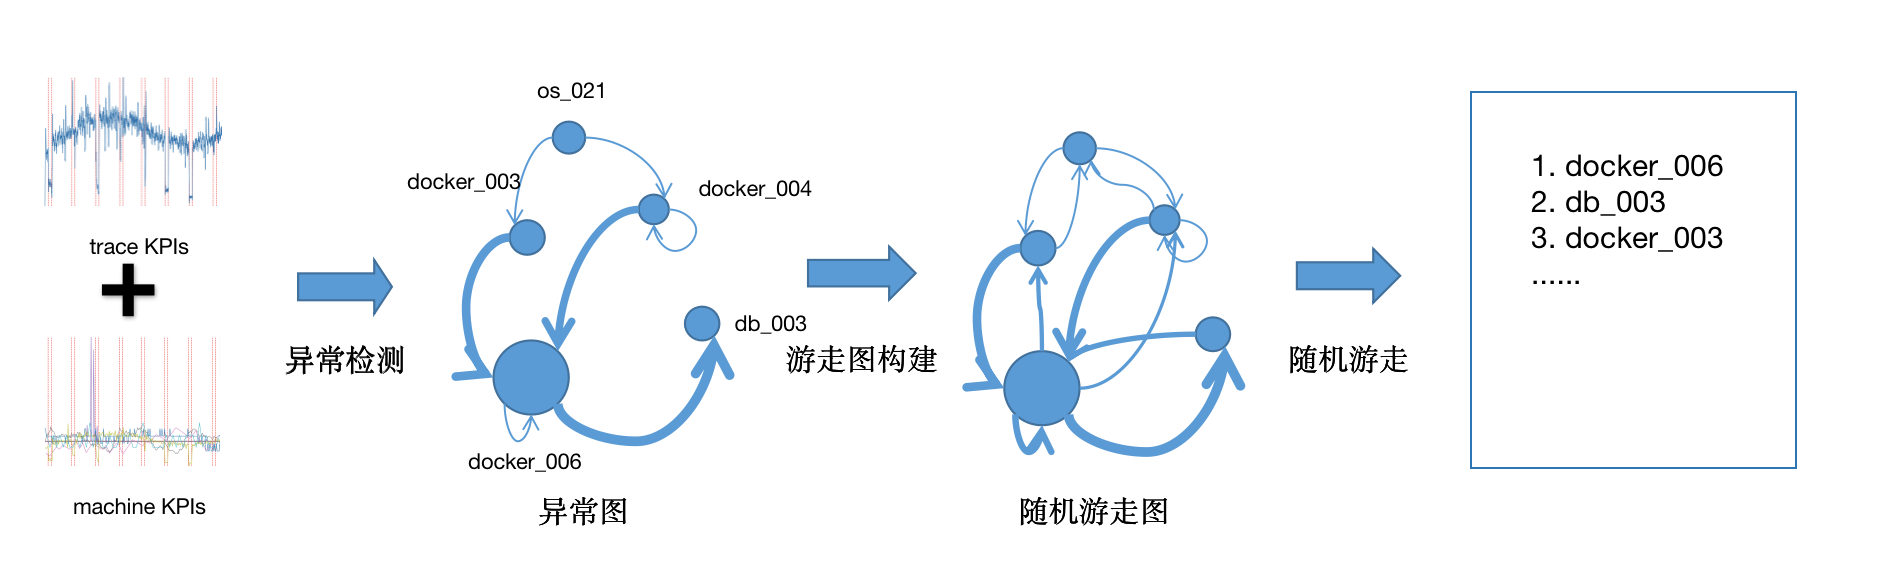 trace KPIs
machine KPIs
异常检测
os_021
docker_003
docker_004
db_003
docker_006
异常图
游走图构建
随机游走图
随机游走
1. docker_006
2. db_003
3. docker_003
......